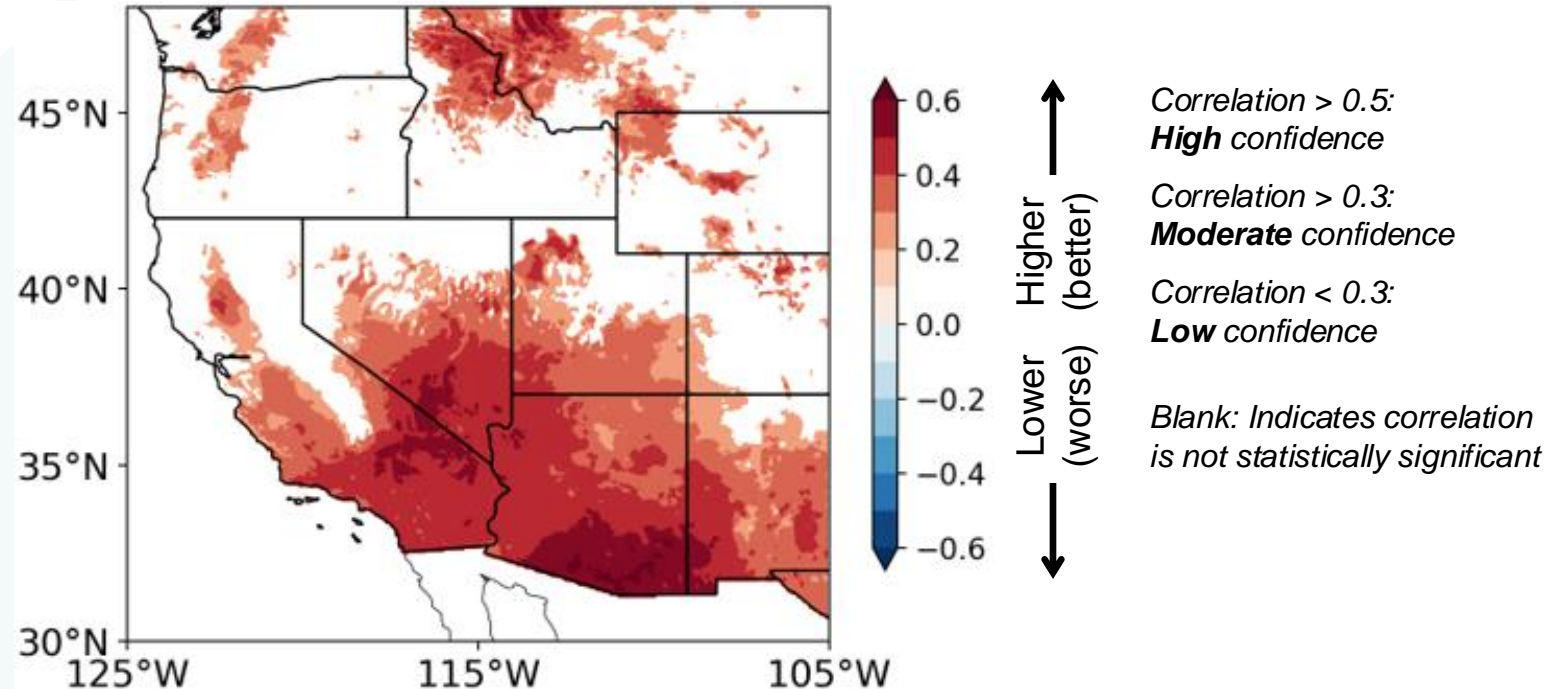 45°N
40°N
35°N
30°N
125°W
115°W
105°W
0.6
0.4
0.2
0.0
−0.2
−0.4
−0.6
Higher
(better)
Lower
(worse)
Correlation > 0.5:
High confidence
Correlation > 0.3:
Moderate confidence
Correlation < 0.3:
Low confidence
Blank: Indicates correlation
is not statistically significant